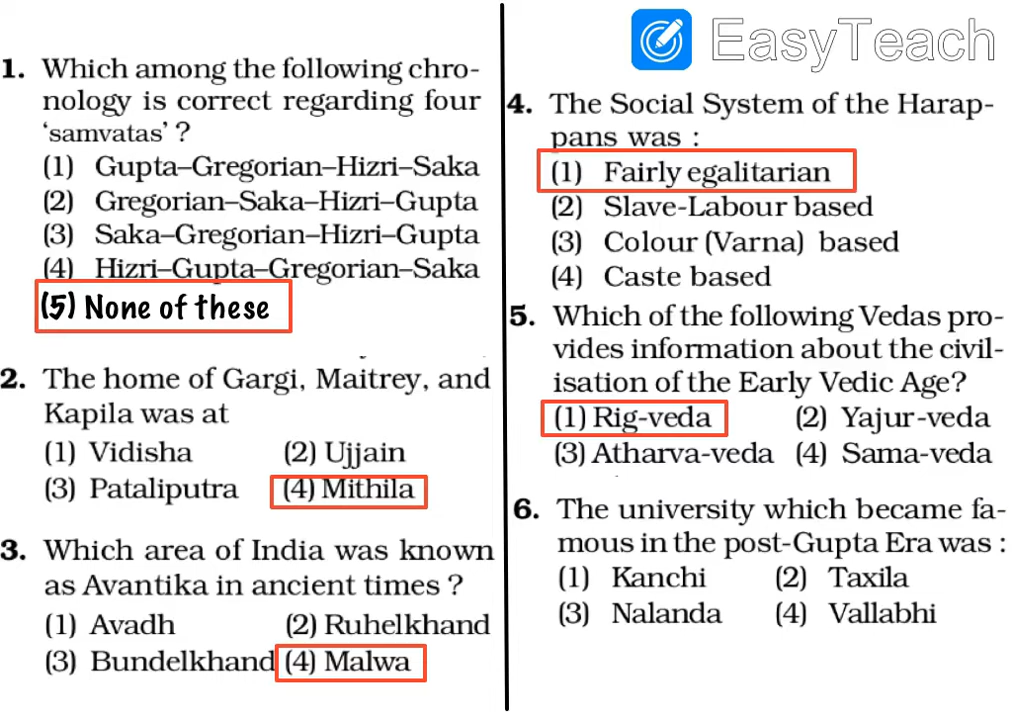 1. Which among the following chro-
nology is correct regarding four
‘samvatas’ ?
(1) Gupta–Gregorian–Hizri–Saka
(2) Gregorian–Saka–Hizri–Gupta
(3) Saka–Gregorian–Hizri–Gupta
(4) Hizri–Gupta–Gregorian–Saka
(5) None of these
2. The home of Gargi, Maitrey, and
Kapila was at
(1) Vidisha (2) Ujjain
(3) Pataliputra (4) Mithila
3. Which area of India was known
as Avantika in ancient times ?
(1) Avadh (2) Ruhelkhand
(3) Bundelkhand (4) Malwa
EasyTeach
4. The Social System of the Harap-
pans was :
(1) Fairly egalitarian
(2) Slave-Labour based
(3) Colour (Varna) based
(4) Caste based
5. Which of the following Vedas pro-
vides information about the civil-
isation of the Early Vedic Age?
(1) Rig-veda (2) Yajur-veda
(3) Atharva-veda (4) Sama-veda
6. The university which became fa-
mous in the post-Gupta Era was :
(1) Kanchi (2) Taxila
(3) Nalanda (4) Vallabhi